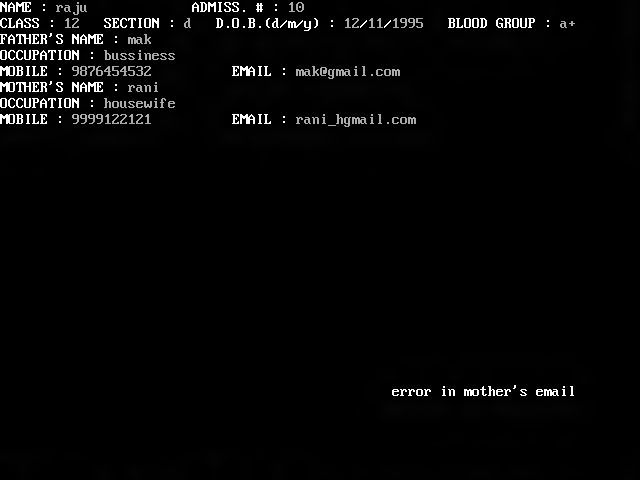 NAME : raju ADMISS. # : 10
CLASS : 12 SECTION : d D.O.B.(d/m/y) : 12/11/1995 BLOOD GROUP : a+
FATHER'S NAME : mak
OCCUPATION : bussiness
MOBILE : 9876454532 EMAIL : mak@gmail.com
MOTHER'S NAME : rani
OCCUPATION : housewife
MOBILE : 9999122121 EMAIL : rani_hgmail.com
error in mother's email